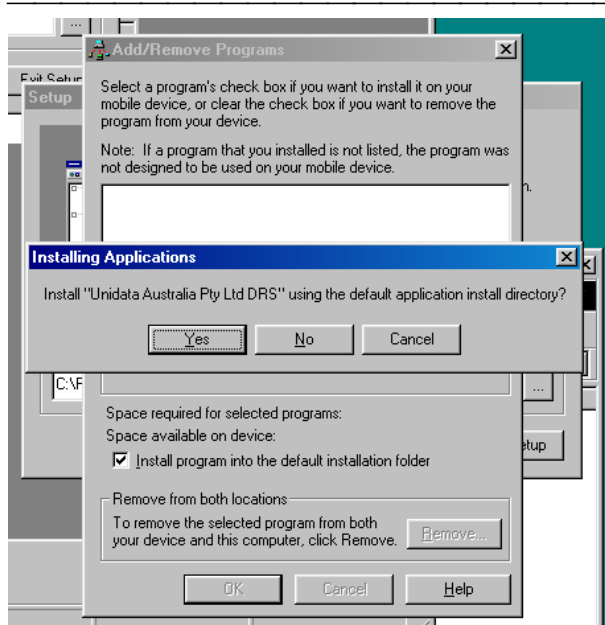 ...
Add/Remove Programs
Exit Setup
Setup
Select a program's check box if you want to install it on your
mobile device, or clear the check box if you want to remove the
program from your device.
Note: If a program that you installed is not listed, the program was
not designed to be used on your mobile device.
n.
Installing Applications
Install "Unidata Australia Pty Ltd DRS" using the default application install directory?
Yes
No
Cancel
C:\
...
Space required for selected programs:
Space available on device:
Install program into the default installation folder
etup
Remove from both locations
To remove the selected program from both
your device and this computer, click Remove.
Remove...
OK
Cancel
Help